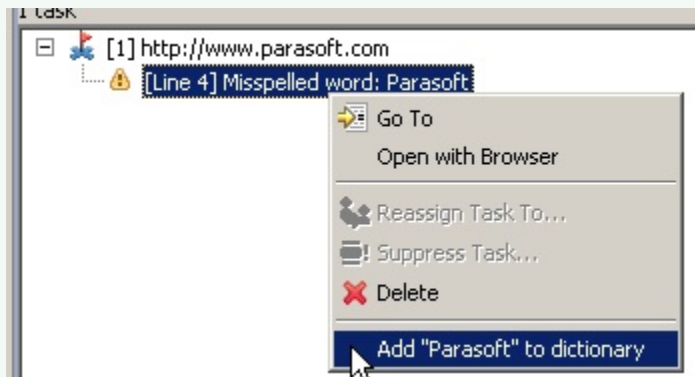 1 task
[1] http://www.parasoft.com
[Line 4] Misspelled word: Parasoft
Go To
Open with Browser
Reassign Task To...
Suppress Task...
Delete
Add "Parasoft" to dictionary